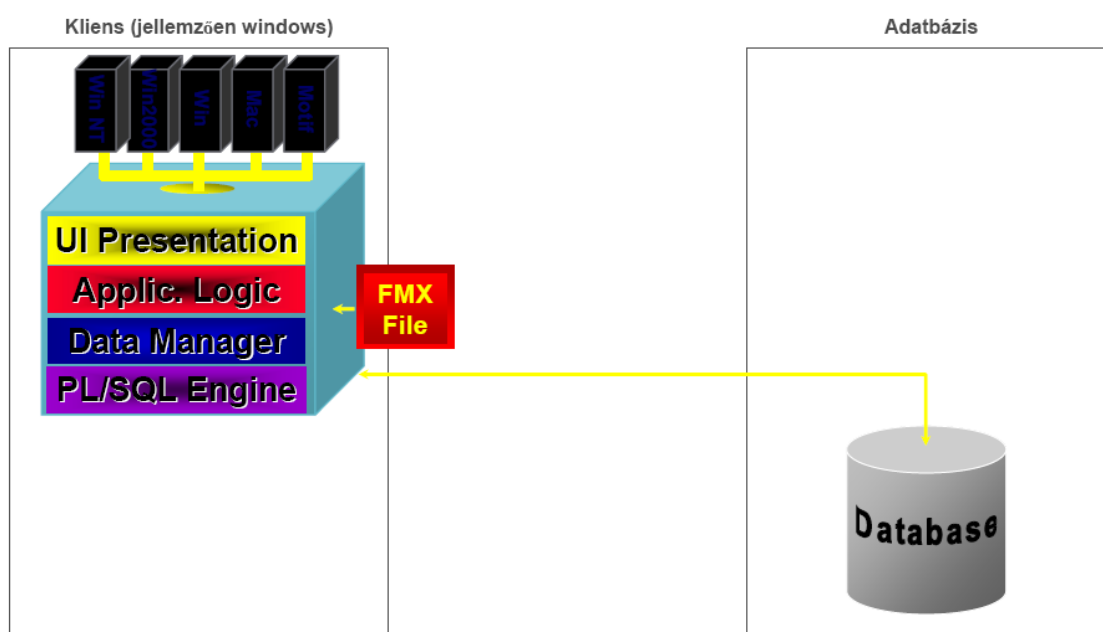 Kliens (jellemzően windows)
Adatbázis
Win NT
Win2000
Win
Mac
Motif
UI Presentation
Applic. Logic
Data Manager
PL/SQL Engine
FMX
File
Database